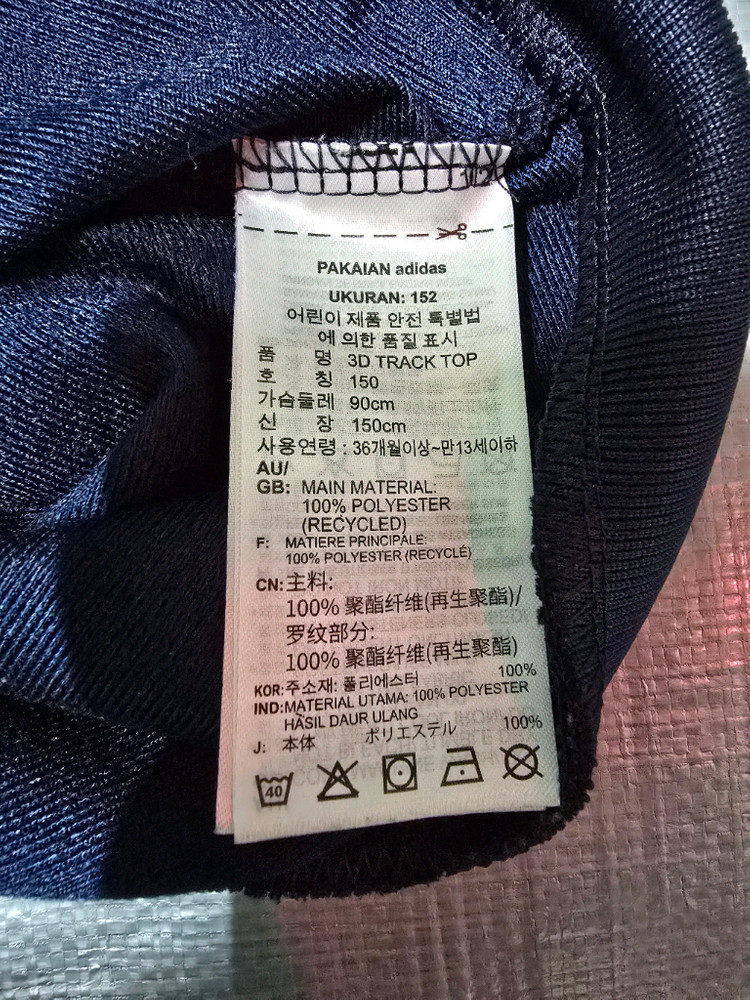 PAKAIAN adidas
UKURAN: 152
어린이 제품 안전 특별법
에 의한 품질 표시
품 명 3D TRACK TOP
호 칭 150
가슴둘레 90cm
신 장 150cm
사용연령 : 36개월이상~만13세이하
AU/
GB: MAIN MATERIAL:
100% POLYESTER
(RECYCLED)
F: MATIERE PRINCIPALE:
100% POLYESTER (RECYCLÉ)
CN: 主料:
100% 聚酯纤维(再生聚酯)/
罗纹部分:
100% 聚酯纤维(再生聚酯)
KOR: 주소재: 폴리에스터 100%
IND: MATERIAL UTAMA: 100% POLYESTER
HASIL DAUR ULANG
J: 本体 ポリエステル 100%
40